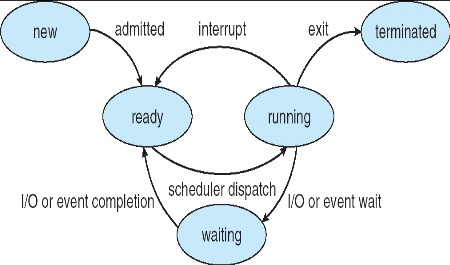 new
admitted
interrupt
exit
terminated
ready
running
scheduler dispatch
I/O or event completion
I/O or event wait
waiting